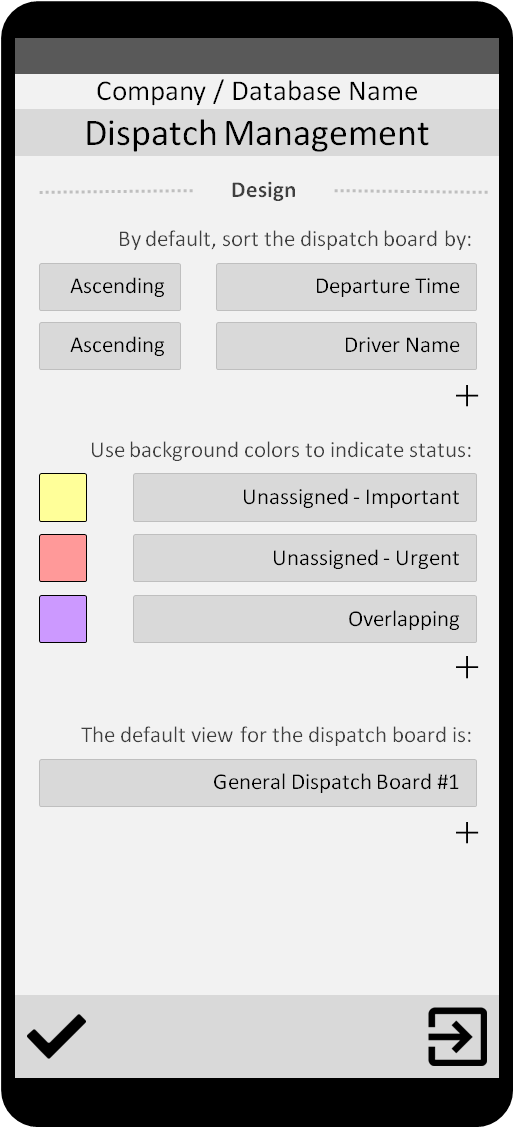 Company / Database Name
Dispatch Management
Design
By default, sort the dispatch board by:
Ascending
Departure Time
Ascending
Driver Name
Use background colors to indicate status:
Unassigned - Important
Unassigned - Urgent
Overlapping
The default view for the dispatch board is:
General Dispatch Board #1